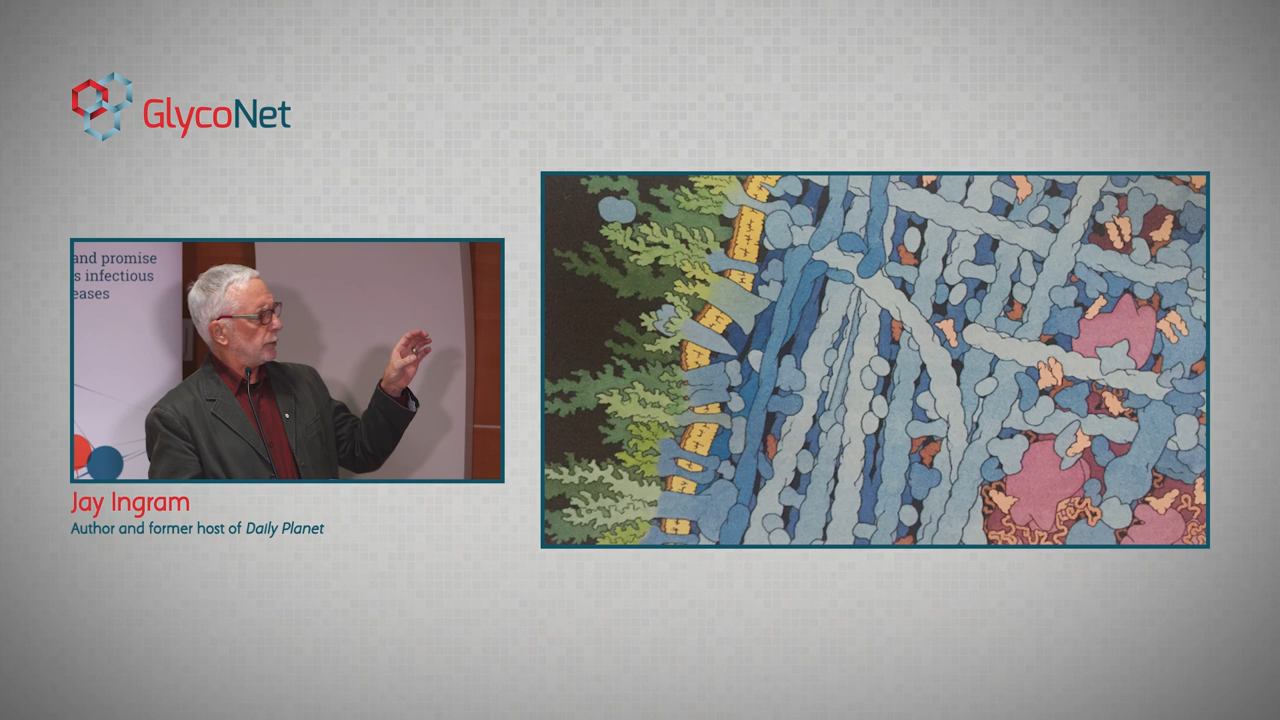 GlycoNet
and promise
s infectious
eases
Jay Ingram
Author and former host of Daily Planet